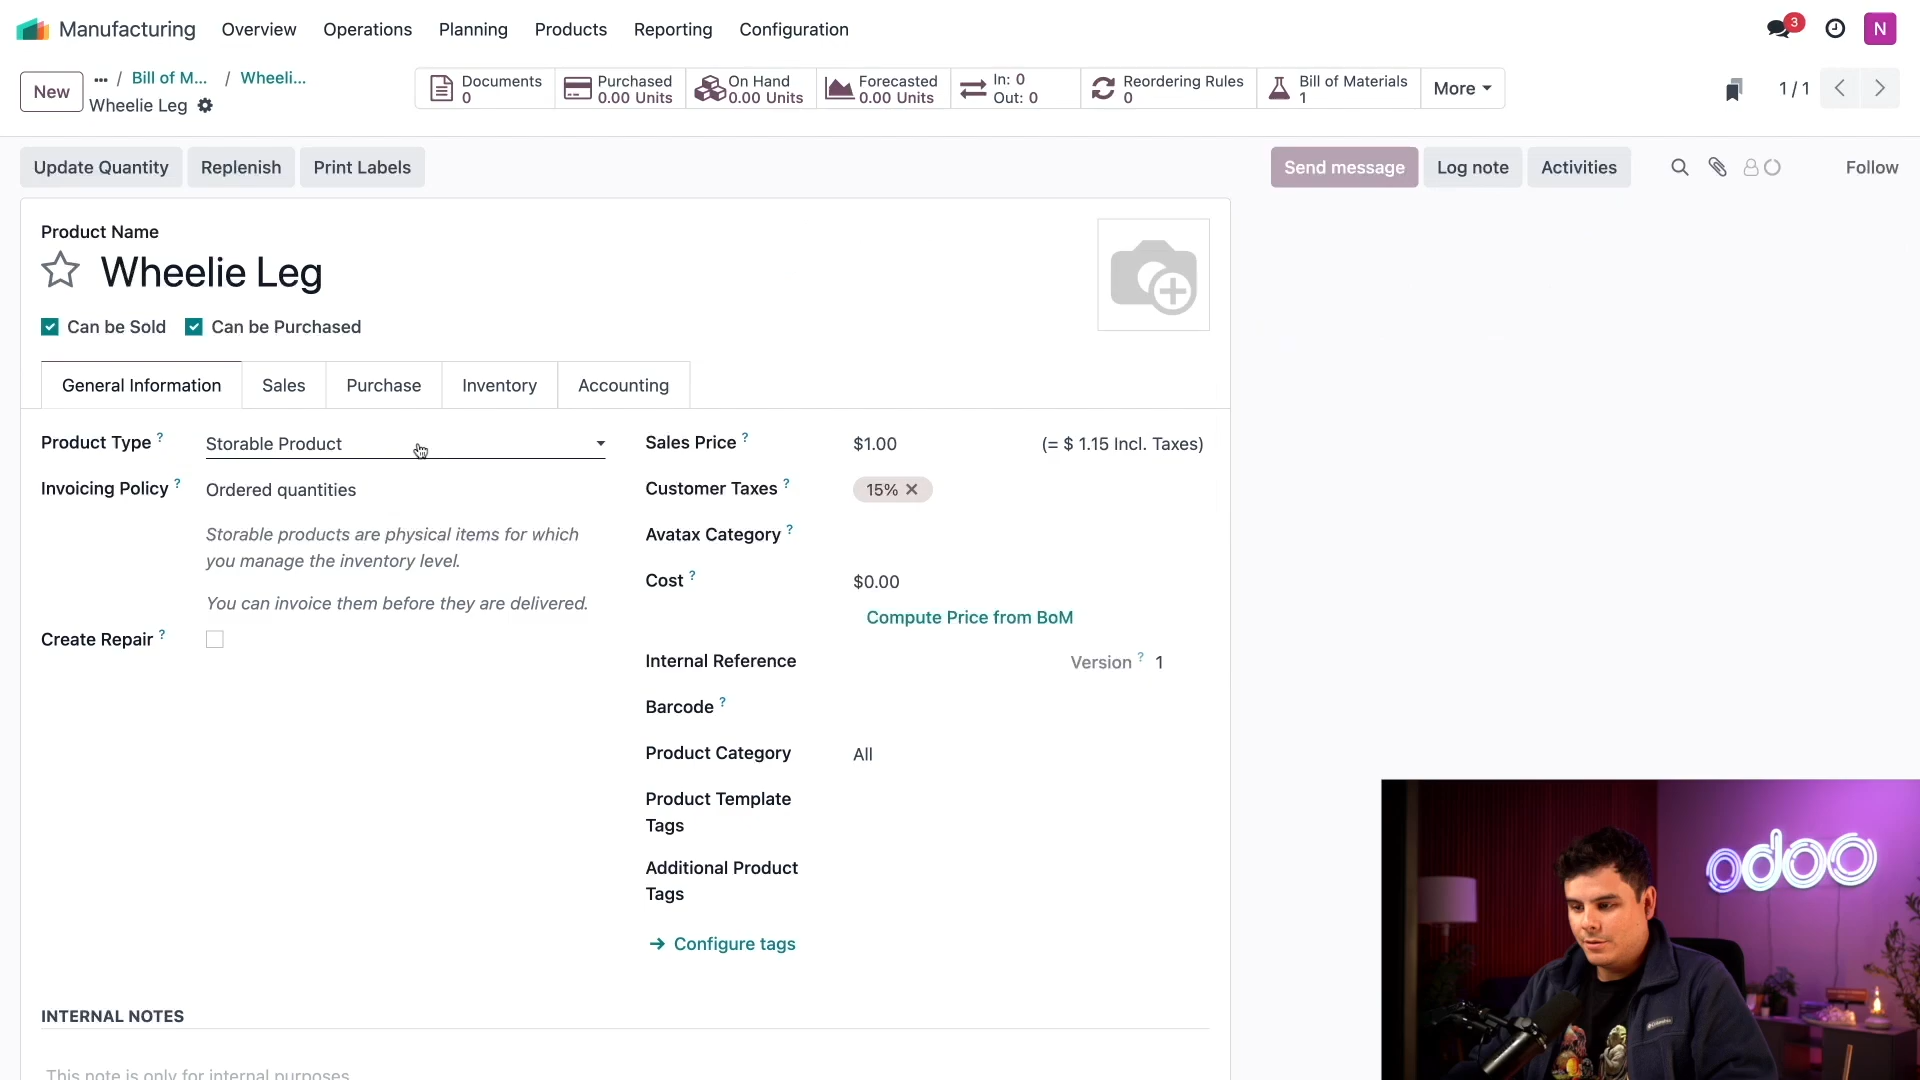 Manufacturing Overview Operations Planning Products Reporting Configuration 3 N
New ... / Bill of M... / Wheeli...
Wheelie Leg
Documents 0
Purchased 0.00 Units
On Hand 0.00 Units
Forecasted 0.00 Units
In: 0
Out: 0
Reordering Rules 0
Bill of Materials 1
More
1 / 1
Update Quantity Replenish Print Labels
Send message Log note Activities Follow
Product Name
Wheelie Leg
Can be Sold Can be Purchased
General Information Sales Purchase Inventory Accounting
Product Type ? Storable Product
Invoicing Policy ? Ordered quantities
Storable products are physical items for which
you manage the inventory level.
You can invoice them before they are delivered.
Create Repair ?
Sales Price ? $1.00 (= $ 1.15 Incl. Taxes)
Customer Taxes ? 15% ×
Avatax Category ?
Cost ? $0.00
Compute Price from BoM
Internal Reference Version ? 1
Barcode ?
Product Category All
Product Template
Tags
Additional Product
Tags
→ Configure tags
INTERNAL NOTES
This note is only for internal purposes.
odoo